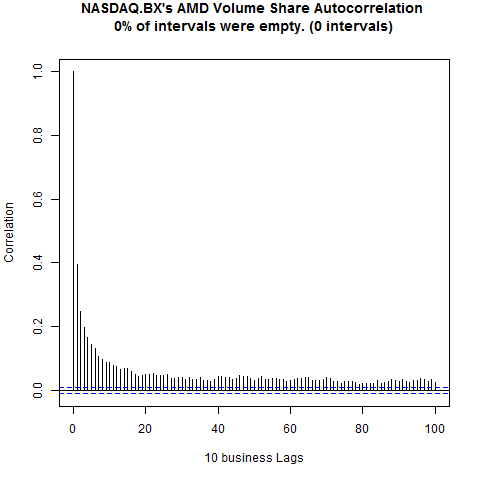 NASDAQ.BX's AMD Volume Share Autocorrelation
0% of intervals were empty. (0 intervals)
1.0
0.8
0.6
0.4
0.2
0.0
Correlation
0 20 40 60 80 100
10 business Lags